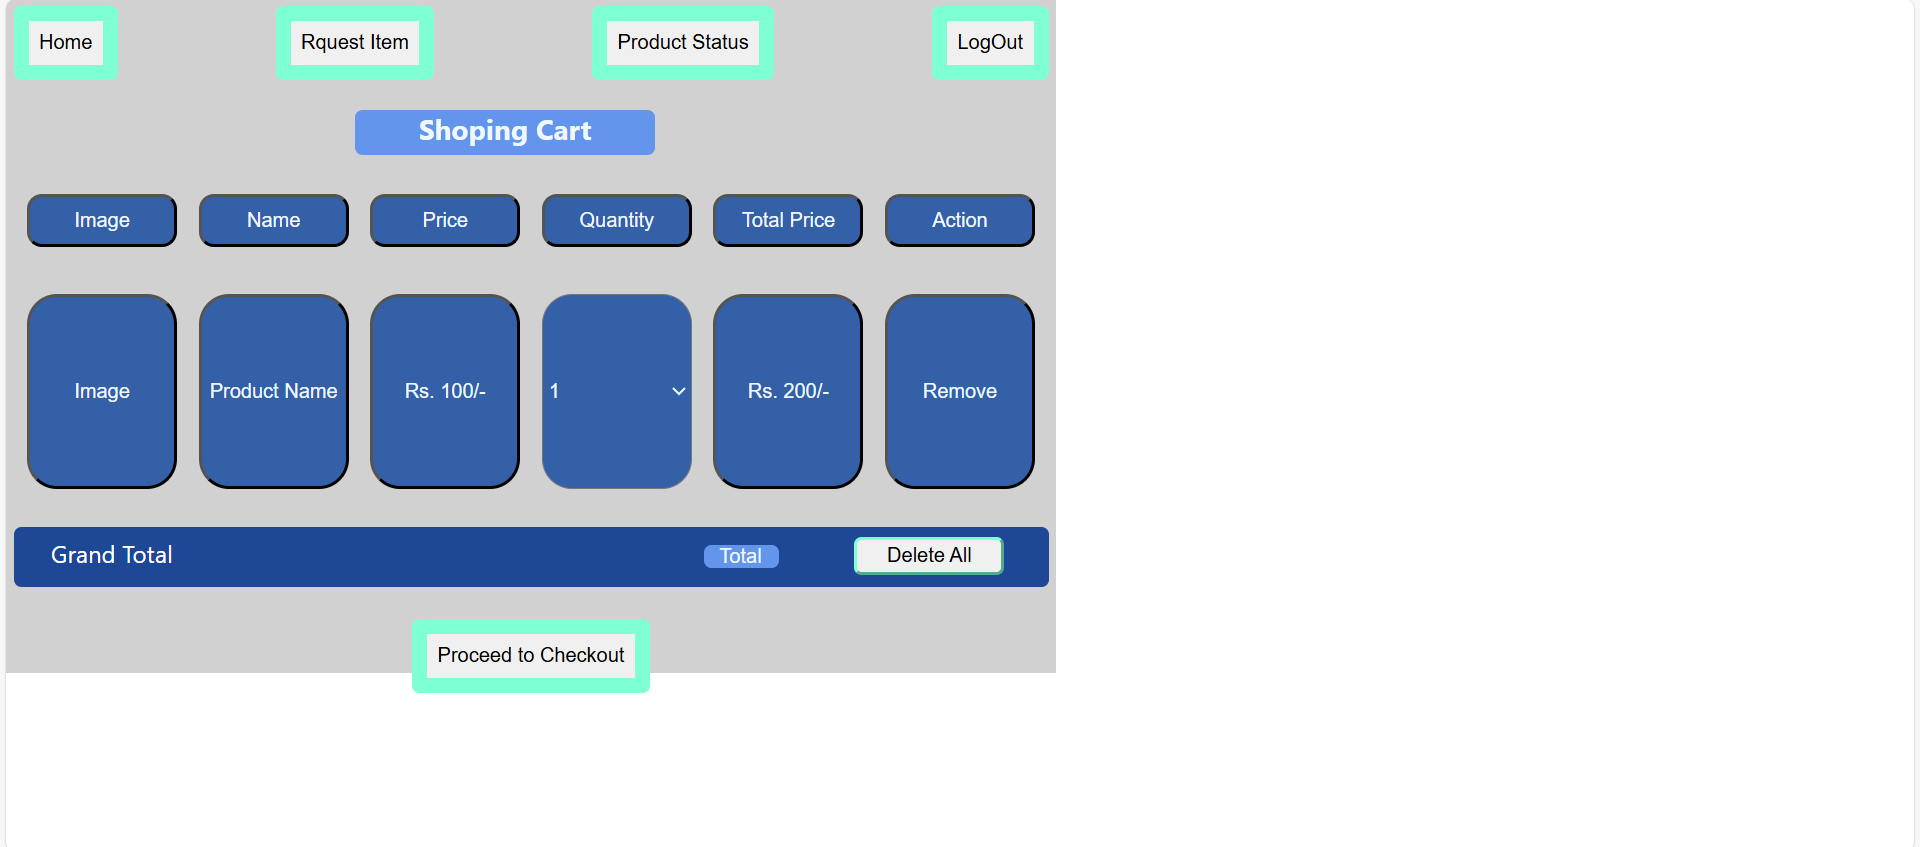 Home Rquest Item Product Status LogOut
Shoping Cart
Image Name Price Quantity Total Price Action
Image Product Name Rs. 100/- 1 Rs. 200/- Remove
Grand Total Total Delete All
Proceed to Checkout